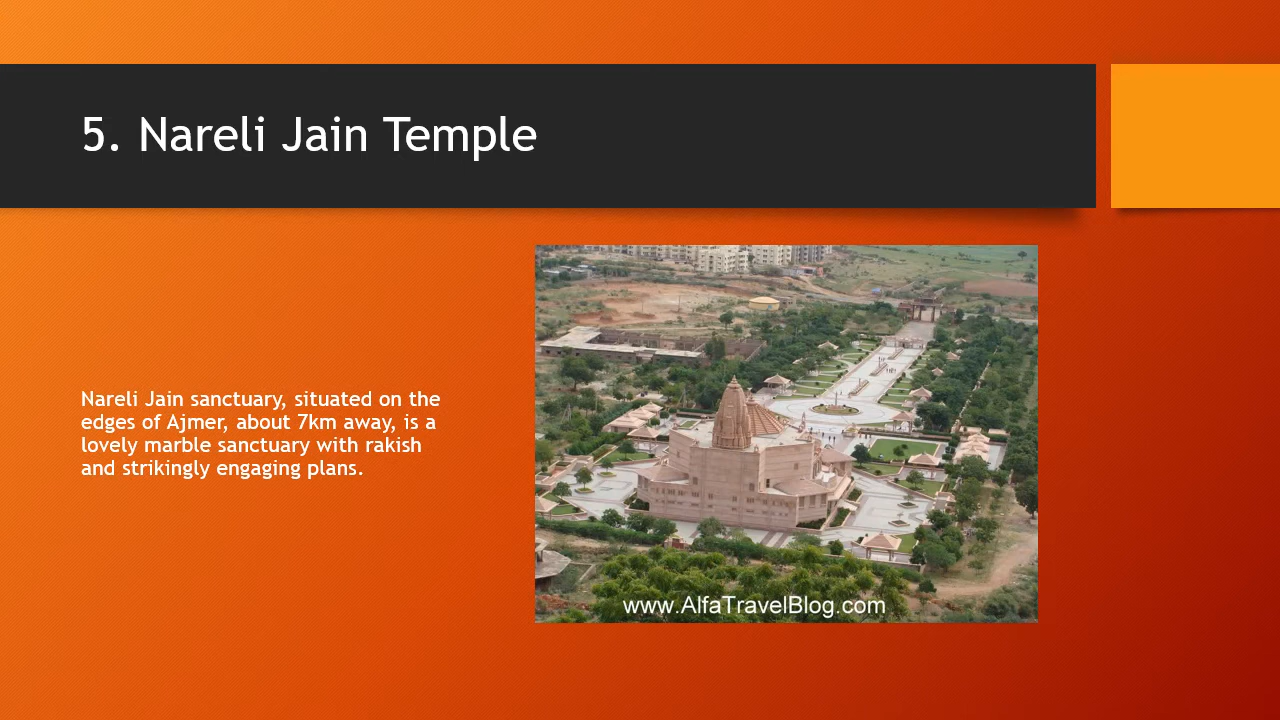 5. Nareli Jain Temple
Nareli Jain sanctuary, situated on the
edges of Ajmer, about 7km away, is a
lovely marble sanctuary with rakish
and strikingly engaging plans.
www.AlfaTravelBlog.com